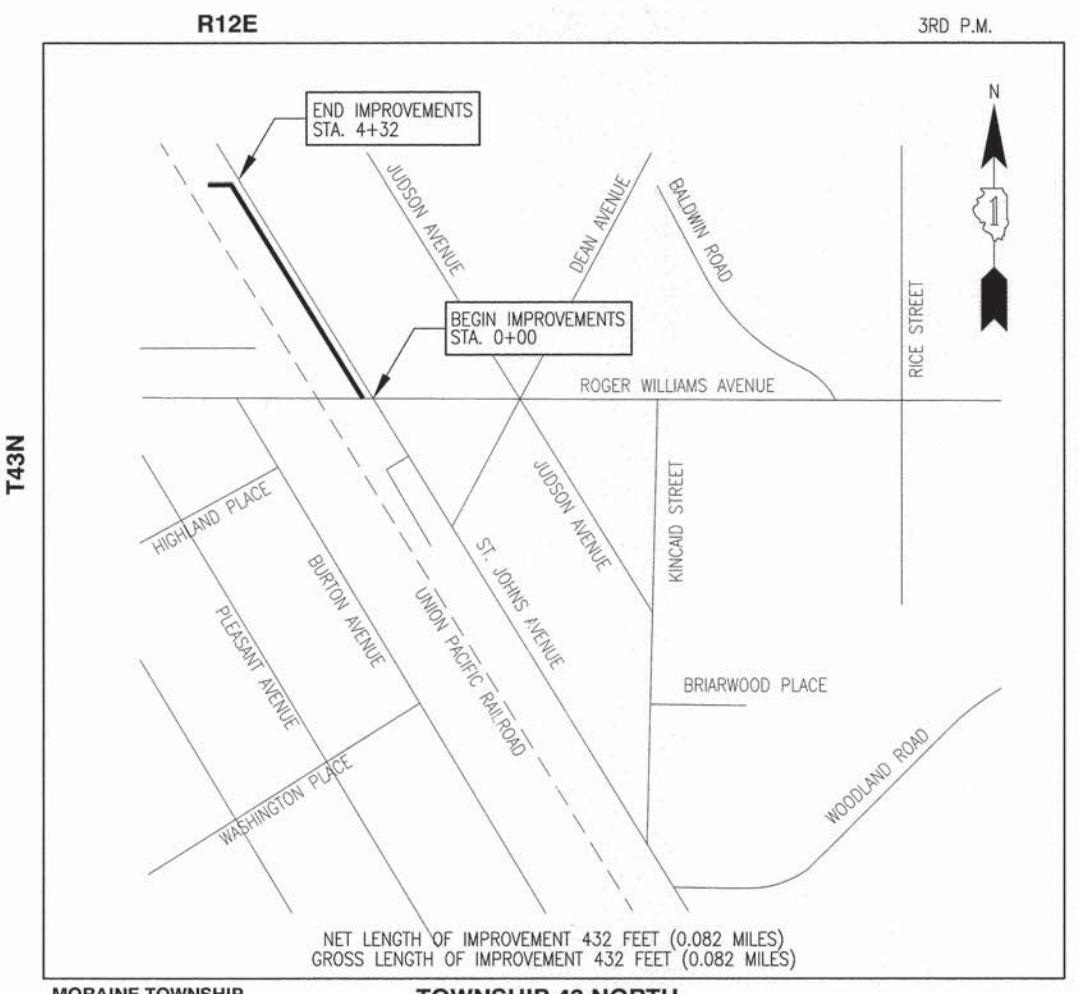 R12E
3RD P.M.
END IMPROVEMENTS
STA. 4+32
N
1
JUDSON AVENUE
DEAN AVENUE
BALDWIN ROAD
RICE STREET
BEGIN IMPROVEMENTS
STA. 0+00
ROGER WILLIAMS AVENUE
T43N
HIGHLAND PLACE
JUDSON AVENUE
KINCAID STREET
BURTON AVENUE
ST. JOHNS AVENUE
PLEASANT AVENUE
UNION PACIFIC RAILROAD
BRIARWOOD PLACE
WASHINGTON PLACE
WOODLAND ROAD
NET LENGTH OF IMPROVEMENT 432 FEET (0.082 MILES)
GROSS LENGTH OF IMPROVEMENT 432 FEET (0.082 MILES)
MORAINE TOWNSHIP
TOWNSHIP 43 NORTH